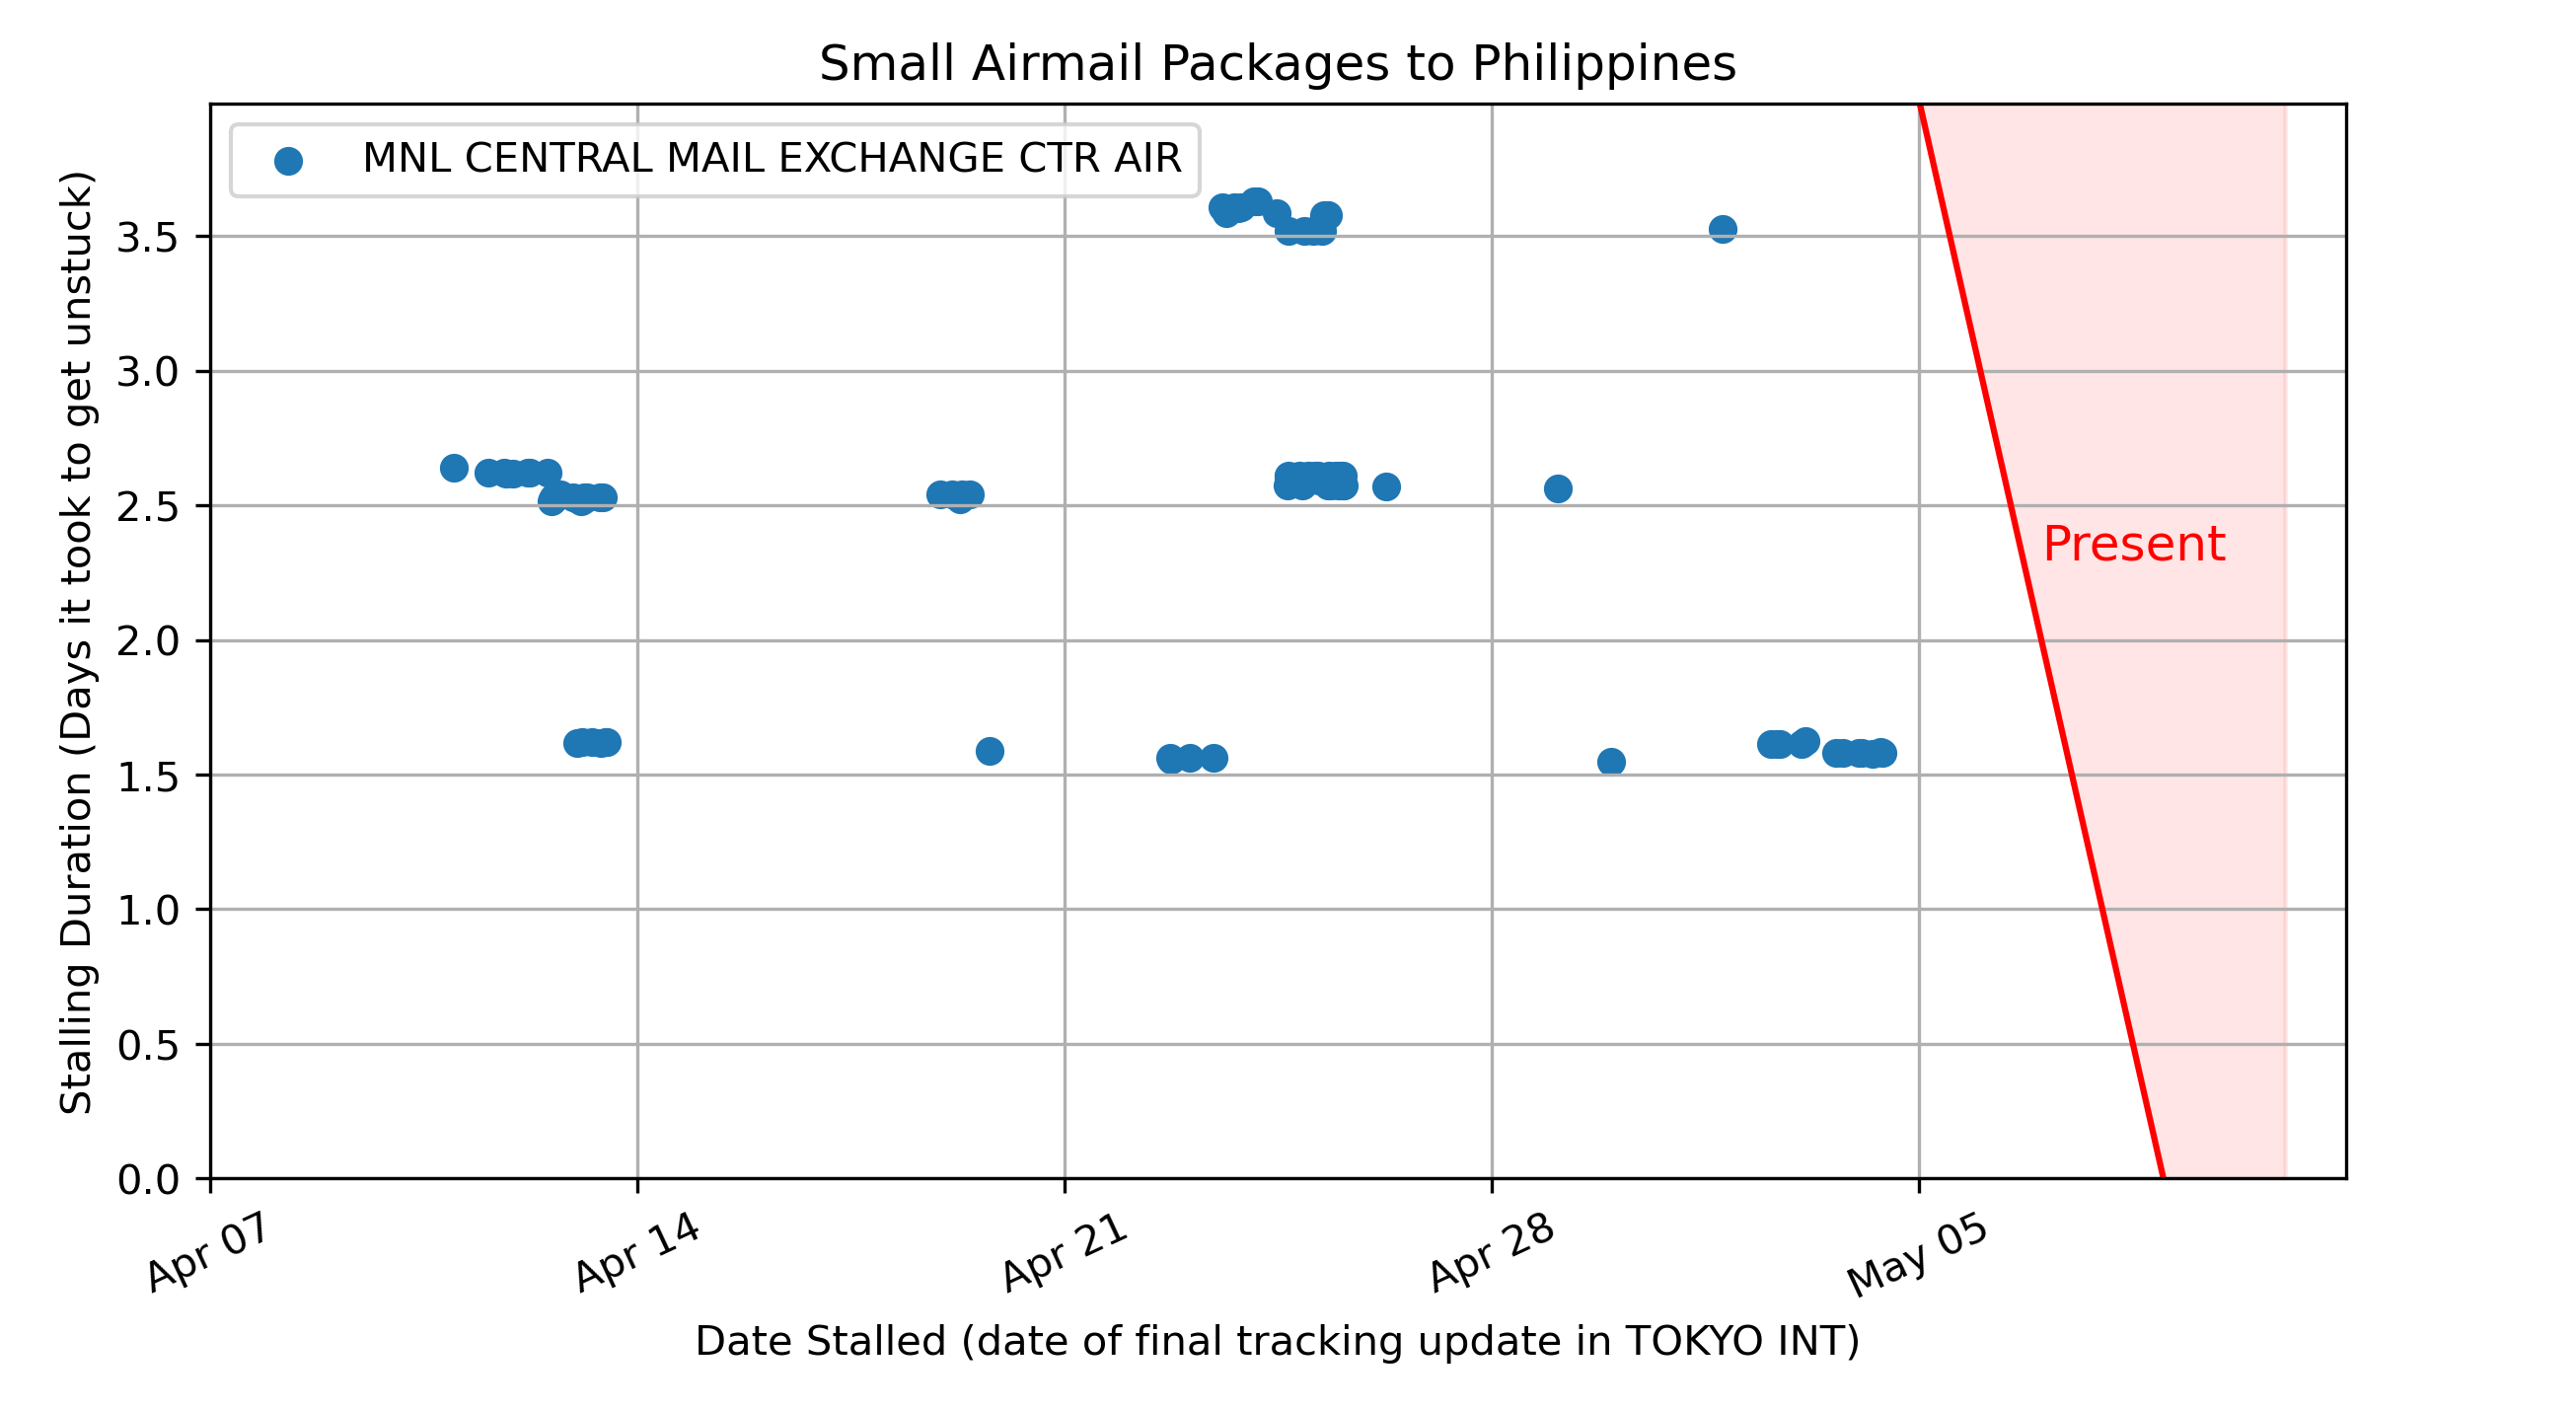 Small Airmail Packages to Philippines
MNL CENTRAL MAIL EXCHANGE CTR AIR
Stalling Duration (Days it took to get unstuck)
3.5
3.0
2.5
2.0
1.5
1.0
0.5
0.0
Present
Apr 07
Apr 14
Apr 21
Apr 28
May 05
Date Stalled (date of final tracking update in TOKYO INT)